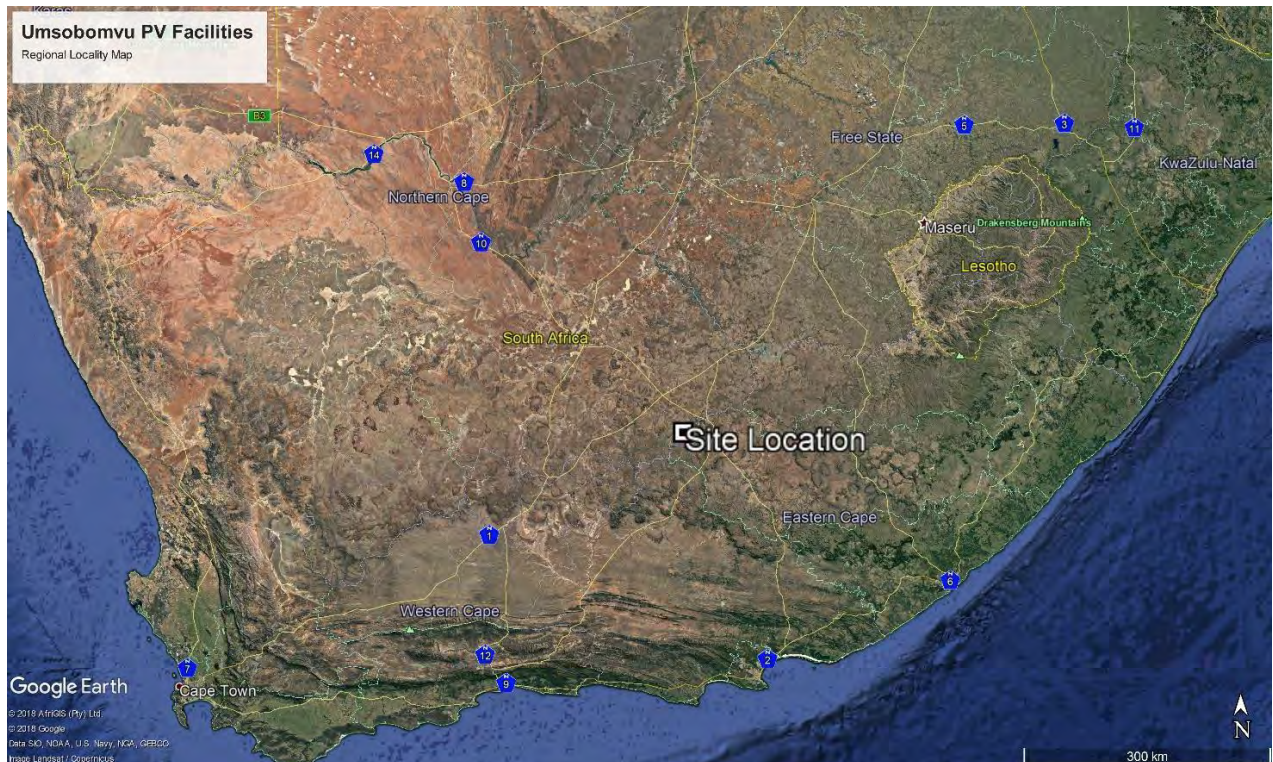 Umsobomvu PV Facilities
Regional Locality Map
B3
N
14
N
8
Northern Cape
N
10
Free State
N
5
N
3
N
11
KwaZulu-Natal
Maseru
Drakensberg Mountains
Lesotho
South Africa
Site Location
Eastern Cape
N
1
N
6
Western Cape
N
12
N
2
N
7
N
9
Cape Town
Google Earth
© 2018 AfriGIS (Pty) Ltd.
© 2018 Google
Data SIO, NOAA, U.S. Navy, NGA, GEBCO
Image Landsat / Copernicus
N
300 km